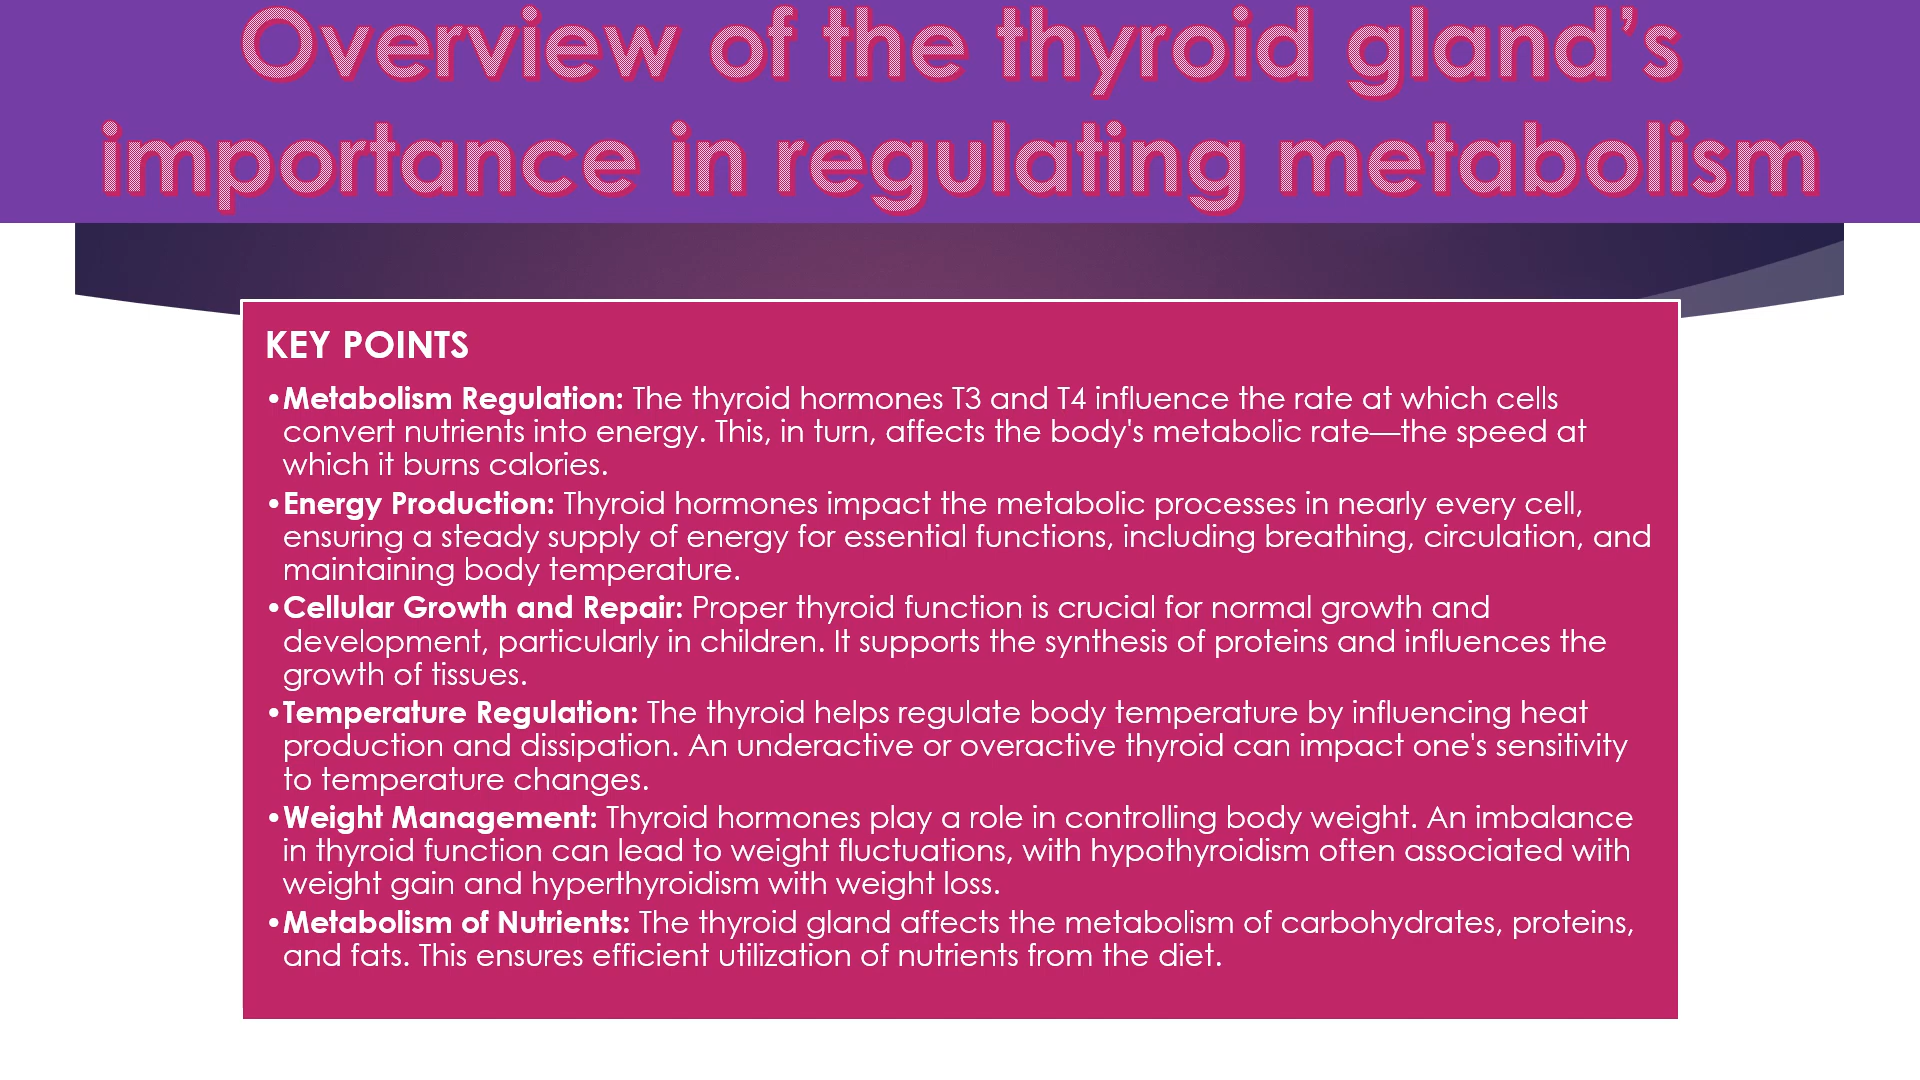 Overview of the thyroid gland’s
importance in regulating metabolism
KEY POINTS
•Metabolism Regulation: The thyroid hormones T3 and T4 influence the rate at which cells
convert nutrients into energy. This, in turn, affects the body's metabolic rate—the speed at
which it burns calories.
•Energy Production: Thyroid hormones impact the metabolic processes in nearly every cell,
ensuring a steady supply of energy for essential functions, including breathing, circulation, and
maintaining body temperature.
•Cellular Growth and Repair: Proper thyroid function is crucial for normal growth and
development, particularly in children. It supports the synthesis of proteins and influences the
growth of tissues.
•Temperature Regulation: The thyroid helps regulate body temperature by influencing heat
production and dissipation. An underactive or overactive thyroid can impact one's sensitivity
to temperature changes.
•Weight Management: Thyroid hormones play a role in controlling body weight. An imbalance
in thyroid function can lead to weight fluctuations, with hypothyroidism often associated with
weight gain and hyperthyroidism with weight loss.
•Metabolism of Nutrients: The thyroid gland affects the metabolism of carbohydrates, proteins,
and fats. This ensures efficient utilization of nutrients from the diet.